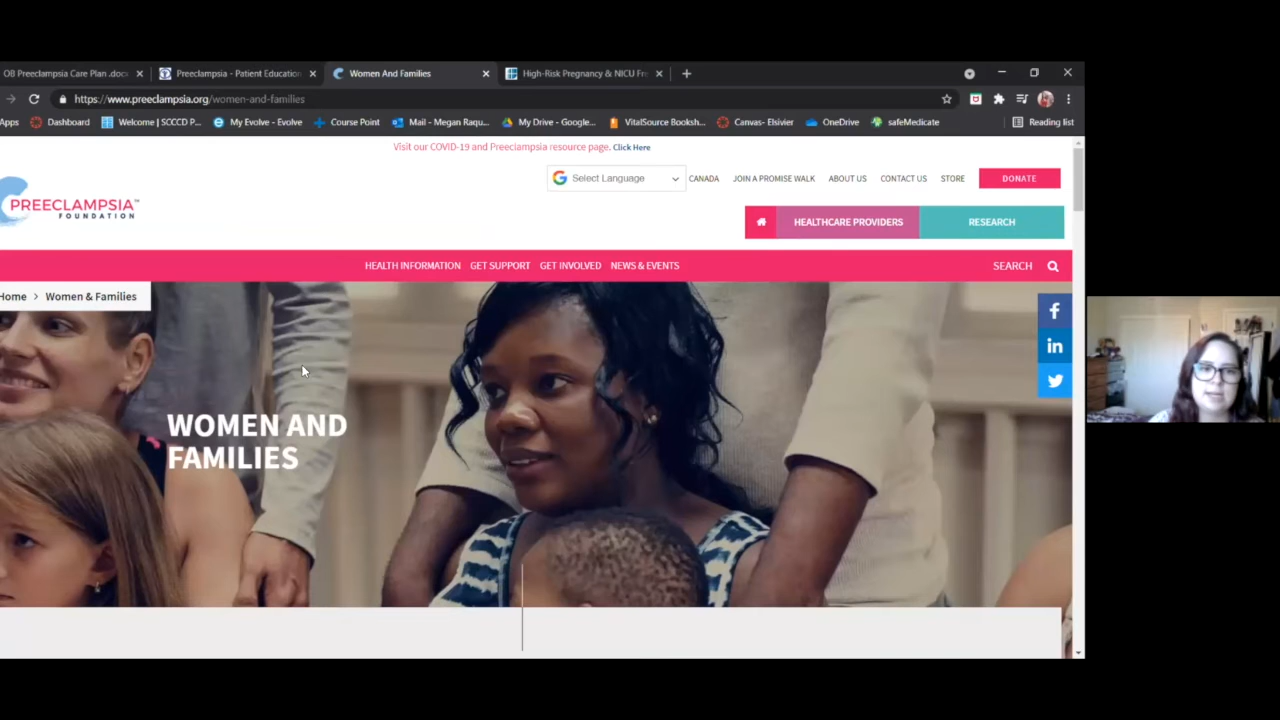 OB Preeclampsia Care Plan .docx
Preeclampsia - Patient Education
Women And Families
High-Risk Pregnancy & NICU Fr
https://www.preeclampsia.org/women-and-families
Apps Dashboard Welcome | SCCCD P... My Evolve - Evolve Course Point Mail - Megan Raqu... My Drive - Google... VitalSource Booksh... Canvas- Elsivier OneDrive safeMedicate Reading list
Visit our COVID-19 and Preeclampsia resource page. Click Here
G Select Language CANADA JOIN A PROMISE WALK ABOUT US CONTACT US STORE DONATE
PREECLAMPSIA™
FOUNDATION
HEALTHCARE PROVIDERS RESEARCH
HEALTH INFORMATION GET SUPPORT GET INVOLVED NEWS & EVENTS SEARCH
Home > Women & Families
f
in
WOMEN AND
FAMILIES